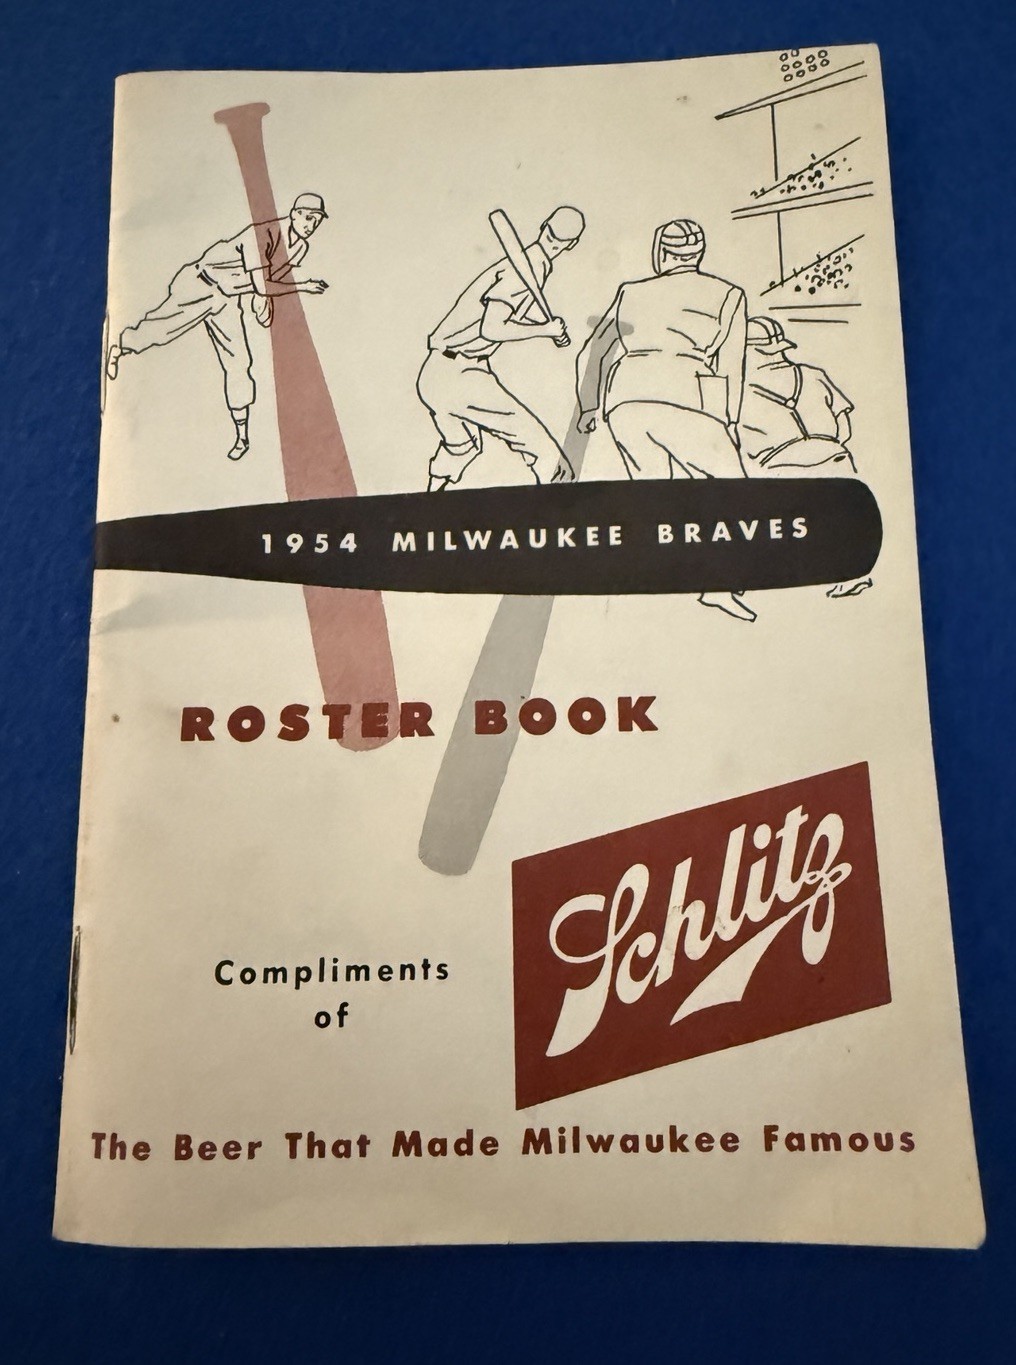 1954 MILWAUKEE BRAVES
ROSTER BOOK
Schlitz
Compliments
of
The Beer That Made Milwaukee Famous